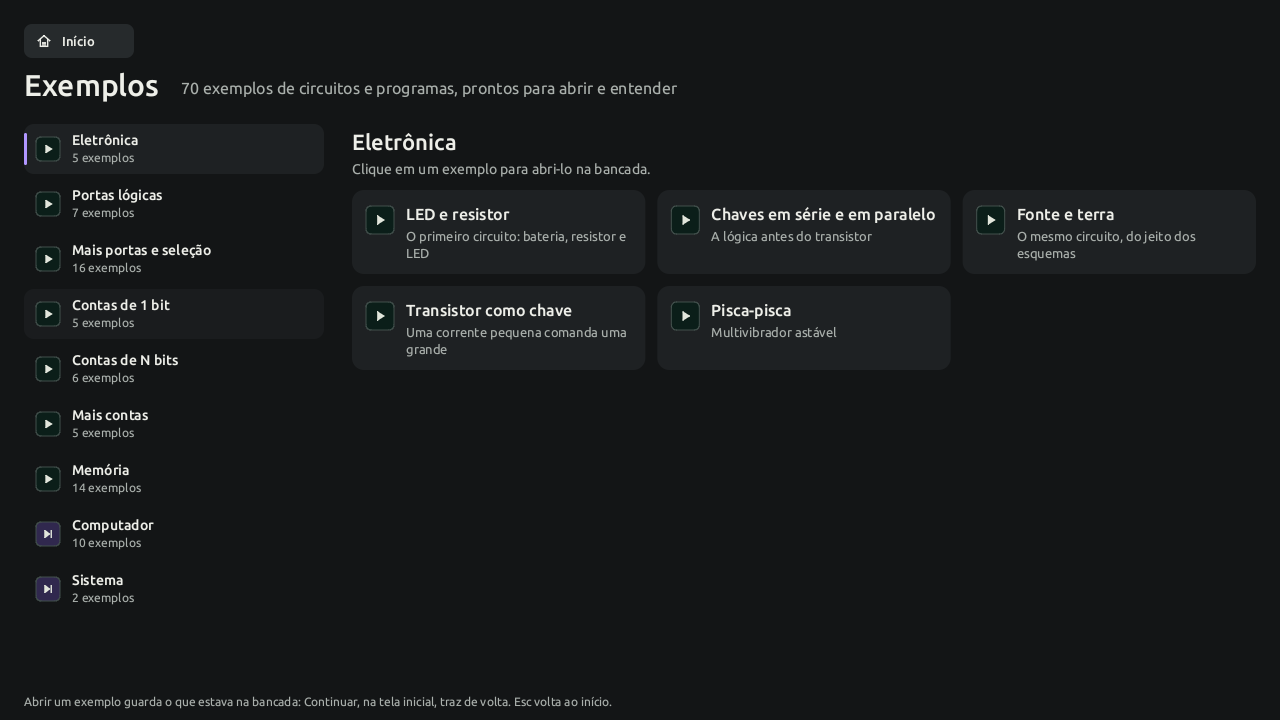 Início
Exemplos
70 exemplos de circuitos e programas, prontos para abrir e entender
Eletrônica
5 exemplos
Portas lógicas
7 exemplos
Mais portas e seleção
16 exemplos
Contas de 1 bit
5 exemplos
Contas de N bits
6 exemplos
Mais contas
5 exemplos
Memória
14 exemplos
Computador
10 exemplos
Sistema
2 exemplos
Eletrônica
Clique em um exemplo para abri-lo na bancada.
LED e resistor
O primeiro circuito: bateria, resistor e
LED
Chaves em série e em paralelo
A lógica antes do transistor
Fonte e terra
O mesmo circuito, do jeito dos
esquemas
Transistor como chave
Uma corrente pequena comanda uma
grande
Pisca-pisca
Multivibrador astável
Abrir um exemplo guarda o que estava na bancada: Continuar, na tela inicial, traz de volta. Esc volta ao início.